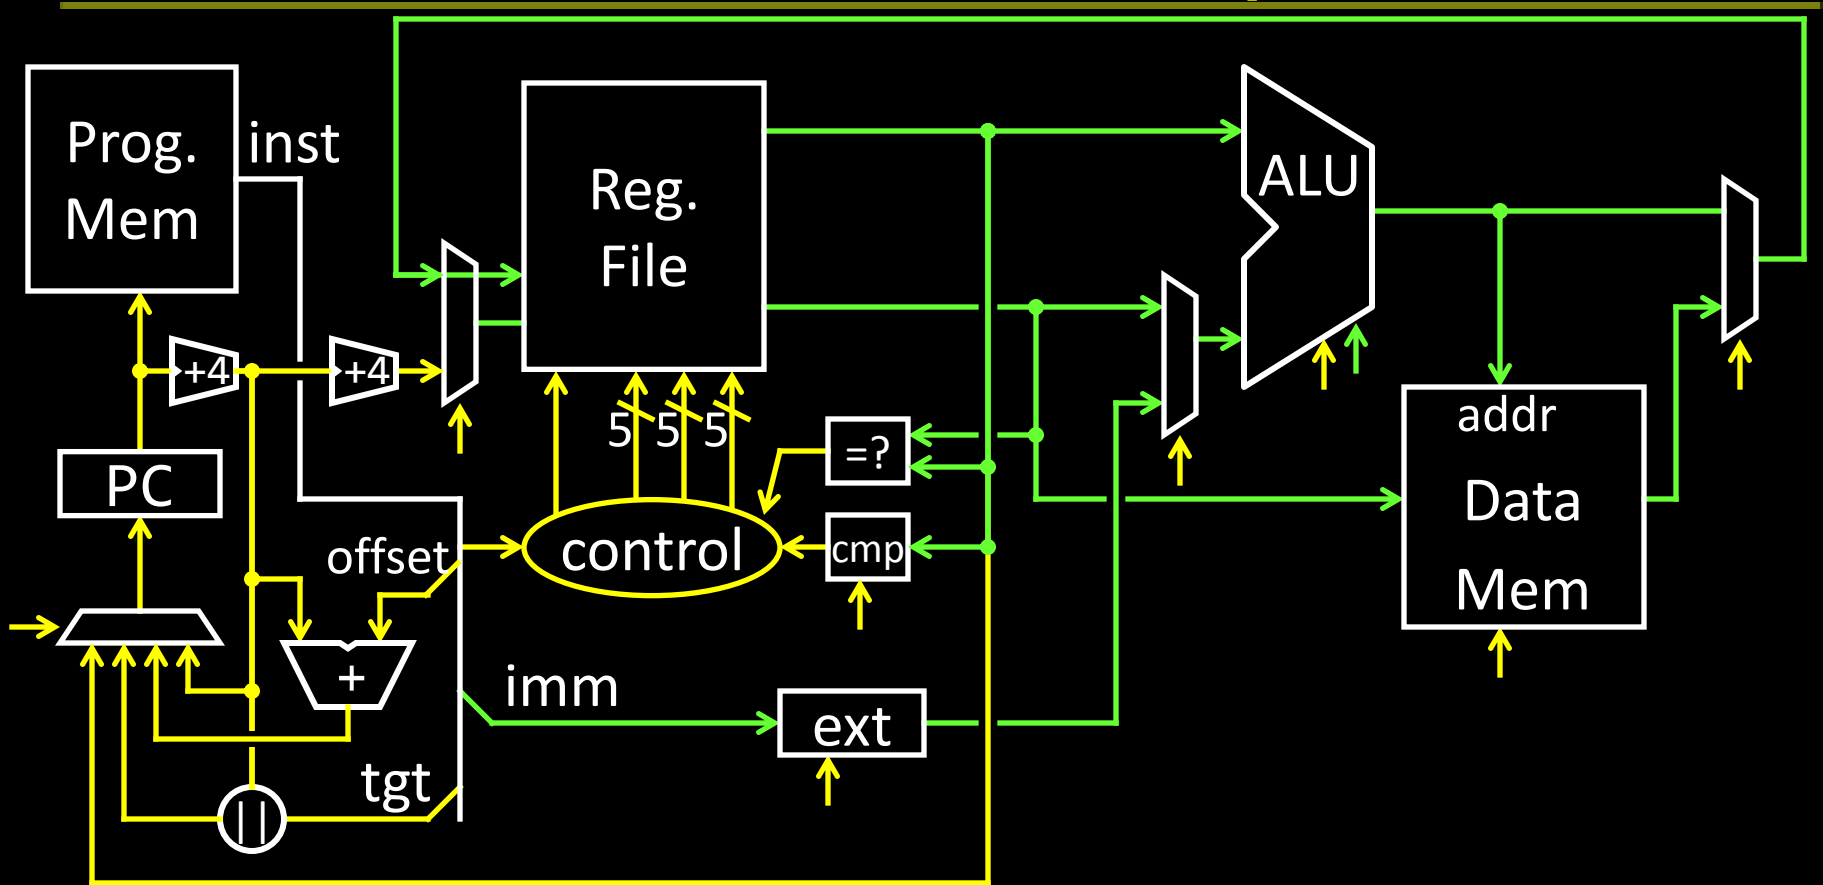 Prog.
Mem
inst
Reg.
File
ALU
+4
+4
5 5 5
addr
Data
Mem
=?
PC
offset
control
cmp
+
imm
ext
tgt
||